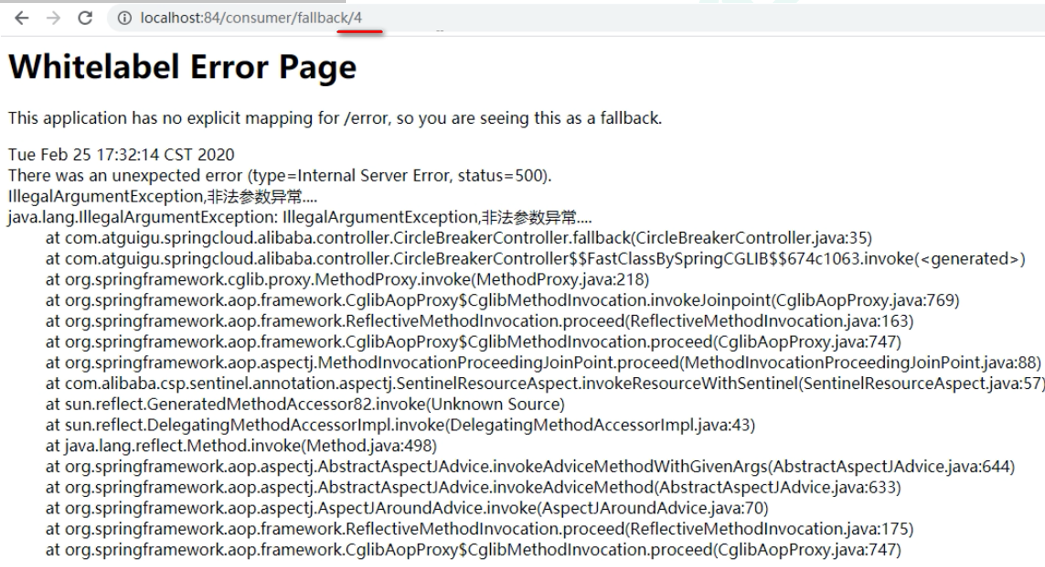 localhost:84/consumer/fallback/4
Whitelabel Error Page
This application has no explicit mapping for /error, so you are seeing this as a fallback.
Tue Feb 25 17:32:14 CST 2020
There was an unexpected error (type=Internal Server Error, status=500).
IllegalArgumentException,非法参数异常....
java.lang.IllegalArgumentException: IllegalArgumentException,非法参数异常....
at com.atguigu.springcloud.alibaba.controller.CircleBreakerController.fallback(CircleBreakerController.java:35)
at com.atguigu.springcloud.alibaba.controller.CircleBreakerController$$FastClassBySpringCGLIB$$674c1063.invoke(<generated>)
at org.springframework.cglib.proxy.MethodProxy.invoke(MethodProxy.java:218)
at org.springframework.aop.framework.CglibAopProxy$CglibMethodInvocation.invokeJoinpoint(CglibAopProxy.java:769)
at org.springframework.aop.framework.ReflectiveMethodInvocation.proceed(ReflectiveMethodInvocation.java:163)
at org.springframework.aop.framework.CglibAopProxy$CglibMethodInvocation.proceed(CglibAopProxy.java:747)
at org.springframework.aop.aspectj.MethodInvocationProceedingJoinPoint.proceed(MethodInvocationProceedingJoinPoint.java:88)
at com.alibaba.csp.sentinel.annotation.aspectj.SentinelResourceAspect.invokeResourceWithSentinel(SentinelResourceAspect.java:57)
at sun.reflect.GeneratedMethodAccessor82.invoke(Unknown Source)
at sun.reflect.DelegatingMethodAccessorImpl.invoke(DelegatingMethodAccessorImpl.java:43)
at java.lang.reflect.Method.invoke(Method.java:498)
at org.springframework.aop.aspectj.AbstractAspectJAdvice.invokeAdviceMethodWithGivenArgs(AbstractAspectJAdvice.java:644)
at org.springframework.aop.aspectj.AbstractAspectJAdvice.invokeAdviceMethod(AbstractAspectJAdvice.java:633)
at org.springframework.aop.aspectj.AspectJAroundAdvice.invoke(AspectJAroundAdvice.java:70)
at org.springframework.aop.framework.ReflectiveMethodInvocation.proceed(ReflectiveMethodInvocation.java:175)
at org.springframework.aop.framework.CglibAopProxy$CglibMethodInvocation.proceed(CglibAopProxy.java:747)